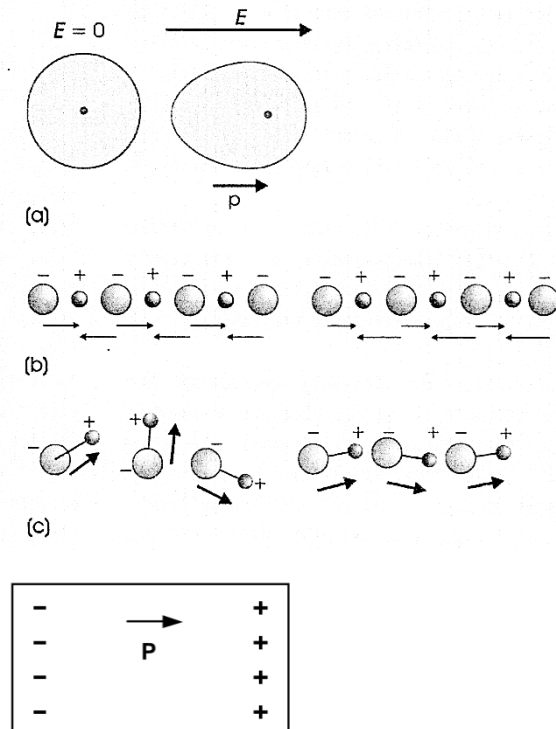 E = 0 E
p
(a)
− + − + − + − − + − + − + −
(b)
− + + − − + − + − + − +
(c)
− +
P
− +
− +
− +